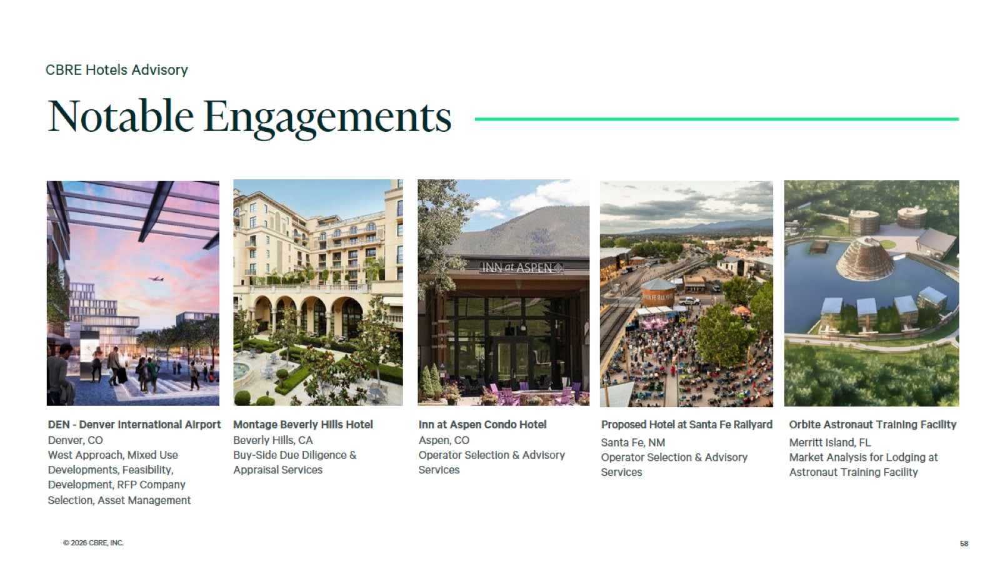 CBRE Hotels Advisory
Notable Engagements
INN at ASPEN
SANTA FE RAILYARD
DEN - Denver International Airport
Denver, CO
West Approach, Mixed Use
Developments, Feasibility,
Development, RFP Company
Selection, Asset Management
Montage Beverly Hills Hotel
Beverly Hills, CA
Buy-Side Due Diligence &
Appraisal Services
Inn at Aspen Condo Hotel
Aspen, CO
Operator Selection & Advisory
Services
Proposed Hotel at Santa Fe Railyard
Santa Fe, NM
Operator Selection & Advisory
Services
Orbite Astronaut Training Facility
Merritt Island, FL
Market Analysis for Lodging at
Astronaut Training Facility
© 2026 CBRE, INC.
58